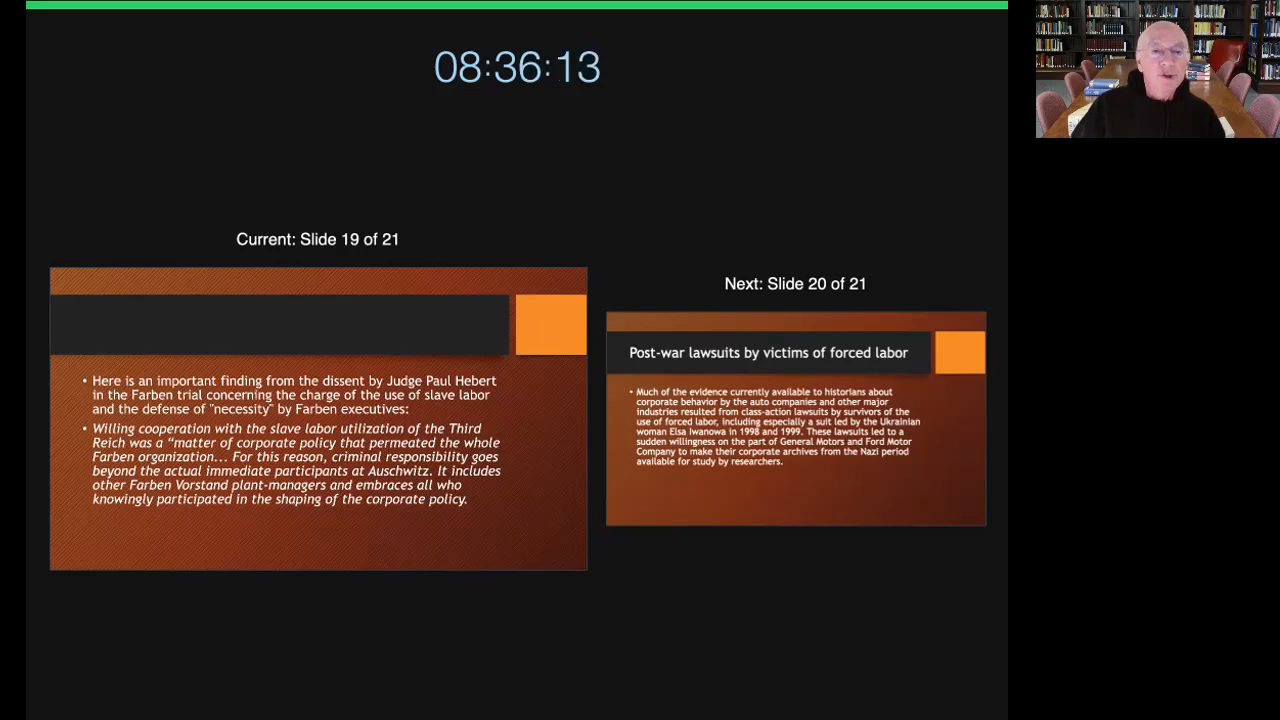 08:36:13
Current: Slide 19 of 21
• Here is an important finding from the dissent by Judge Paul Hebert
in the Farben trial concerning the charge of the use of slave labor
and the defense of "necessity" by Farben executives:
• Willing cooperation with the slave labor utilization of the Third
Reich was a “matter of corporate policy that permeated the whole
Farben organization... For this reason, criminal responsibility goes
beyond the actual immediate participants at Auschwitz. It includes
other Farben Vorstand plant-managers and embraces all who
knowingly participated in the shaping of the corporate policy.
Next: Slide 20 of 21
Post-war lawsuits by victims of forced labor
• Much of the evidence currently available to historians about
corporate behavior by the auto companies and other major
industries resulted from class-action lawsuits by survivors of the
use of forced labor, including especially a suit led by the Ukrainian
woman Elsa Iwanowa in 1998 and 1999. These lawsuits led to a
sudden willingness on the part of General Motors and Ford Motor
Company to make their corporate archives from the Nazi period
available for study by researchers.